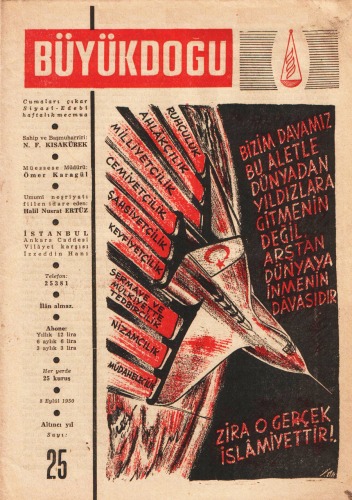 BÜYÜKDOĞU
Cumaları çıkar
Siyasî - Edebî
haftalık mecmua
Sahip ve Başmuharriri:
N. F. KISAKÜREK
Müessese Müdürü:
Ömer Karagül
Umumî neşriyatı
fiilen idare eden:
Halil Nusrat ERTÜZ
İSTANBUL
Ankara Caddesi
Vilâyet karşısı
İzzeddin Han:
Telefon:
25381
İlân almaz.
Abone:
Yıllık 12 lira
6 aylık 6 lira
3 aylık 3 lira
Her yerde
25 kuruş
8 Eylül 1950
Altıncı yıl
Sayı:
25
RUHÇULUK
AHLÂKÇILIK
MİLLİYETÇİLİK
CEMİYETÇİLİK
ŞAHSİYETÇİLİK
KEYFİYETÇİLİK
SERMAYE VE
MÜLKİYETTE
TEDBİRCİLİK
NİZAMCILIK
MÜDAHELECİLİK
BİZİM DAVAMIZ
BU ALETLE
DÜNYADAN
YILDIZLARA
GİTMENİN
DEĞİL
ARŞTAN
DÜNYAYA
İNMENİN
DAVASIDIR
ZİRA O GERÇEK
İSLÂMİYETTİR!.